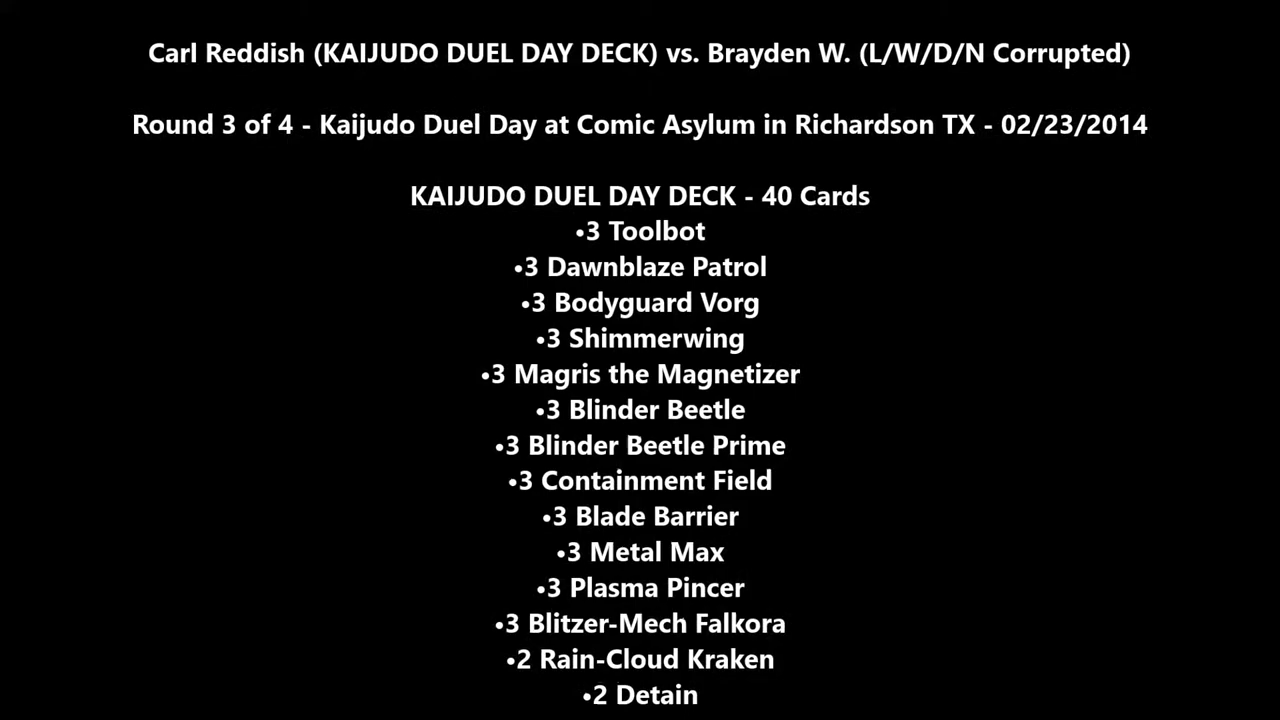 Carl Reddish (KAIJUDO DUEL DAY DECK) vs. Brayden W. (L/W/D/N Corrupted)
Round 3 of 4 - Kaijudo Duel Day at Comic Asylum in Richardson TX - 02/23/2014
KAIJUDO DUEL DAY DECK - 40 Cards
•3 Toolbot
•3 Dawnblaze Patrol
•3 Bodyguard Vorg
•3 Shimmerwing
•3 Magris the Magnetizer
•3 Blinder Beetle
•3 Blinder Beetle Prime
•3 Containment Field
•3 Blade Barrier
•3 Metal Max
•3 Plasma Pincer
•3 Blitzer-Mech Falkora
•2 Rain-Cloud Kraken
•2 Detain